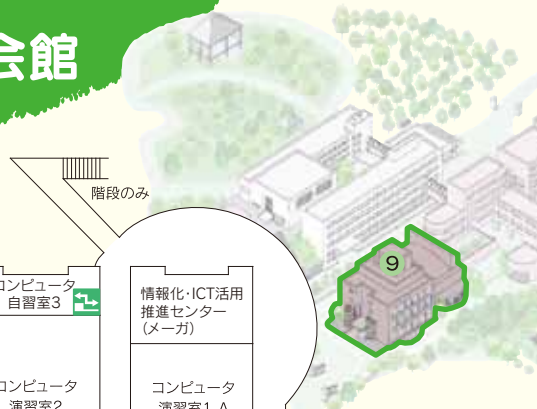 会館
階段のみ
9
コンピュータ
自習室3
情報化・ICT活用
推進センター
(メーガ)
コンピュータ
演習室2
コンピュータ
演習室1-A